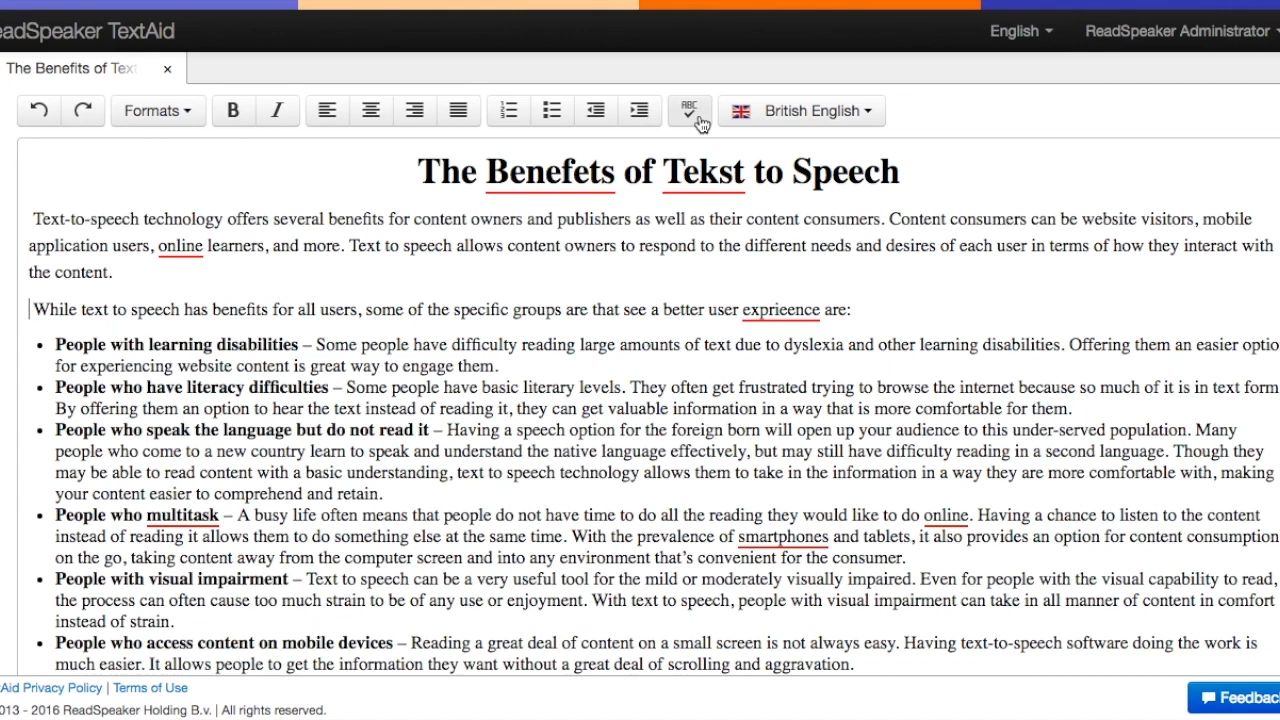 eadSpeaker TextAid
English
ReadSpeaker Administrator
The Benefits of Tex ×
Formats B I ABC British English
The Benefets of Tekst to Speech
Text-to-speech technology offers several benefits for content owners and publishers as well as their content consumers. Content consumers can be website visitors, mobile
application users, online learners, and more. Text to speech allows content owners to respond to the different needs and desires of each user in terms of how they interact with
the content.
While text to speech has benefits for all users, some of the specific groups are that see a better user exprieence are:
• People with learning disabilities – Some people have difficulty reading large amounts of text due to dyslexia and other learning disabilities. Offering them an easier optio
for experiencing website content is great way to engage them.
• People who have literacy difficulties – Some people have basic literary levels. They often get frustrated trying to browse the internet because so much of it is in text form
By offering them an option to hear the text instead of reading it, they can get valuable information in a way that is more comfortable for them.
• People who speak the language but do not read it – Having a speech option for the foreign born will open up your audience to this under-served population. Many
people who come to a new country learn to speak and understand the native language effectively, but may still have difficulty reading in a second language. Though they
may be able to read content with a basic understanding, text to speech technology allows them to take in the information in a way they are more comfortable with, making
your content easier to comprehend and retain.
• People who multitask – A busy life often means that people do not have time to do all the reading they would like to do online. Having a chance to listen to the content
instead of reading it allows them to do something else at the same time. With the prevalence of smartphones and tablets, it also provides an option for content consumption
on the go, taking content away from the computer screen and into any environment that’s convenient for the consumer.
• People with visual impairment – Text to speech can be a very useful tool for the mild or moderately visually impaired. Even for people with the visual capability to read,
the process can often cause too much strain to be of any use or enjoyment. With text to speech, people with visual impairment can take in all manner of content in comfort
instead of strain.
• People who access content on mobile devices – Reading a great deal of content on a small screen is not always easy. Having text-to-speech software doing the work is
much easier. It allows people to get the information they want without a great deal of scrolling and aggravation.
Aid Privacy Policy | Terms of Use
013 - 2016 ReadSpeaker Holding B.v. | All rights reserved.
Feedbac